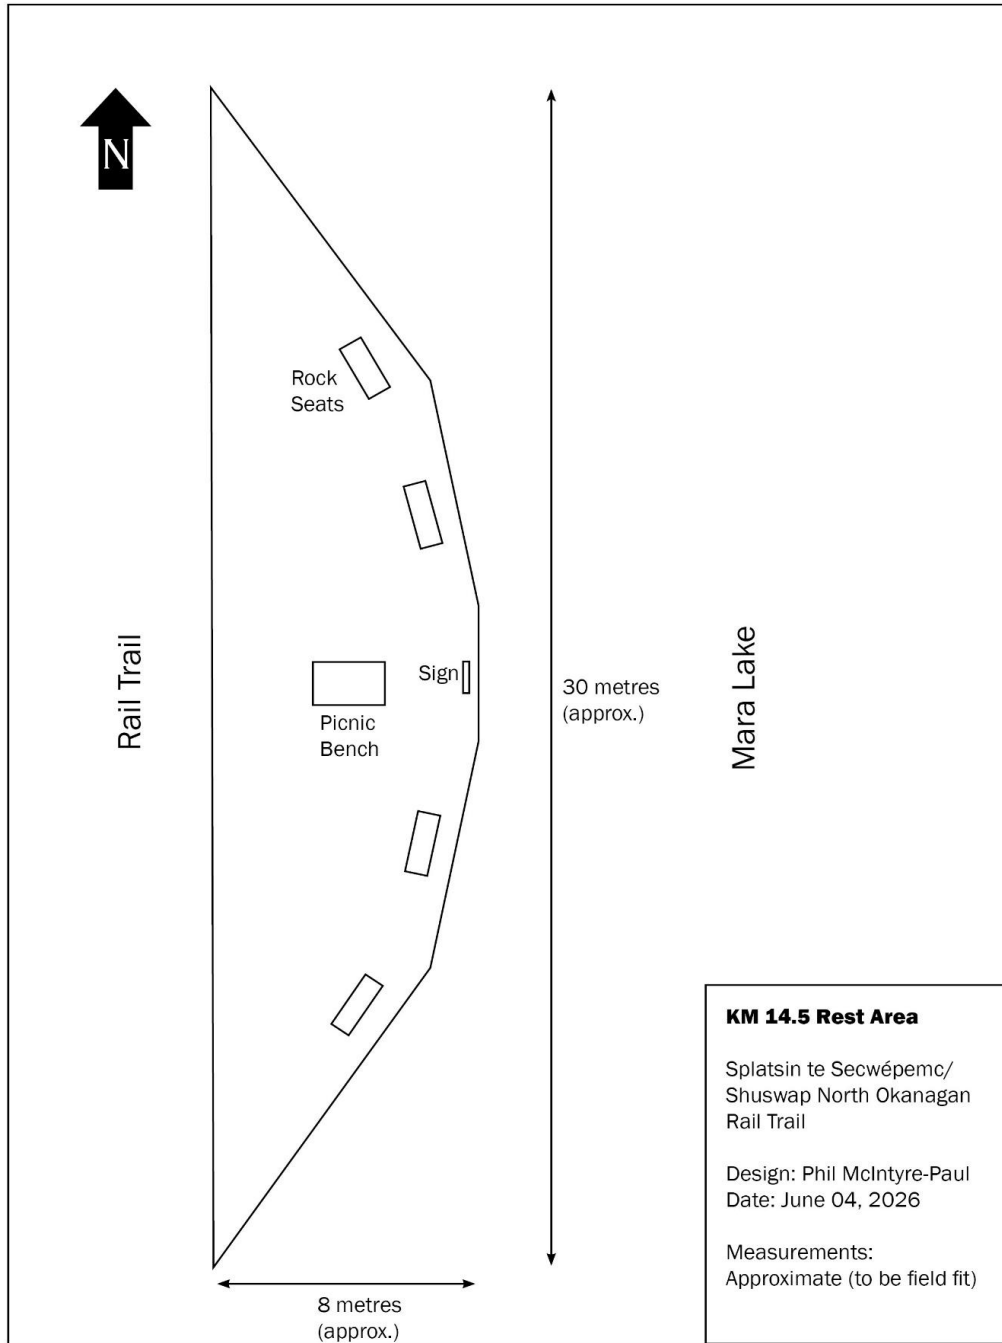 N
Rock
Seats
Rail Trail
Sign
Picnic
Bench
30 metres
(approx.)
Mara Lake
8 metres
(approx.)
KM 14.5 Rest Area
Splatsin te Secwépemc/
Shuswap North Okanagan
Rail Trail
Design: Phil McIntyre-Paul
Date: June 04, 2026
Measurements:
Approximate (to be field fit)